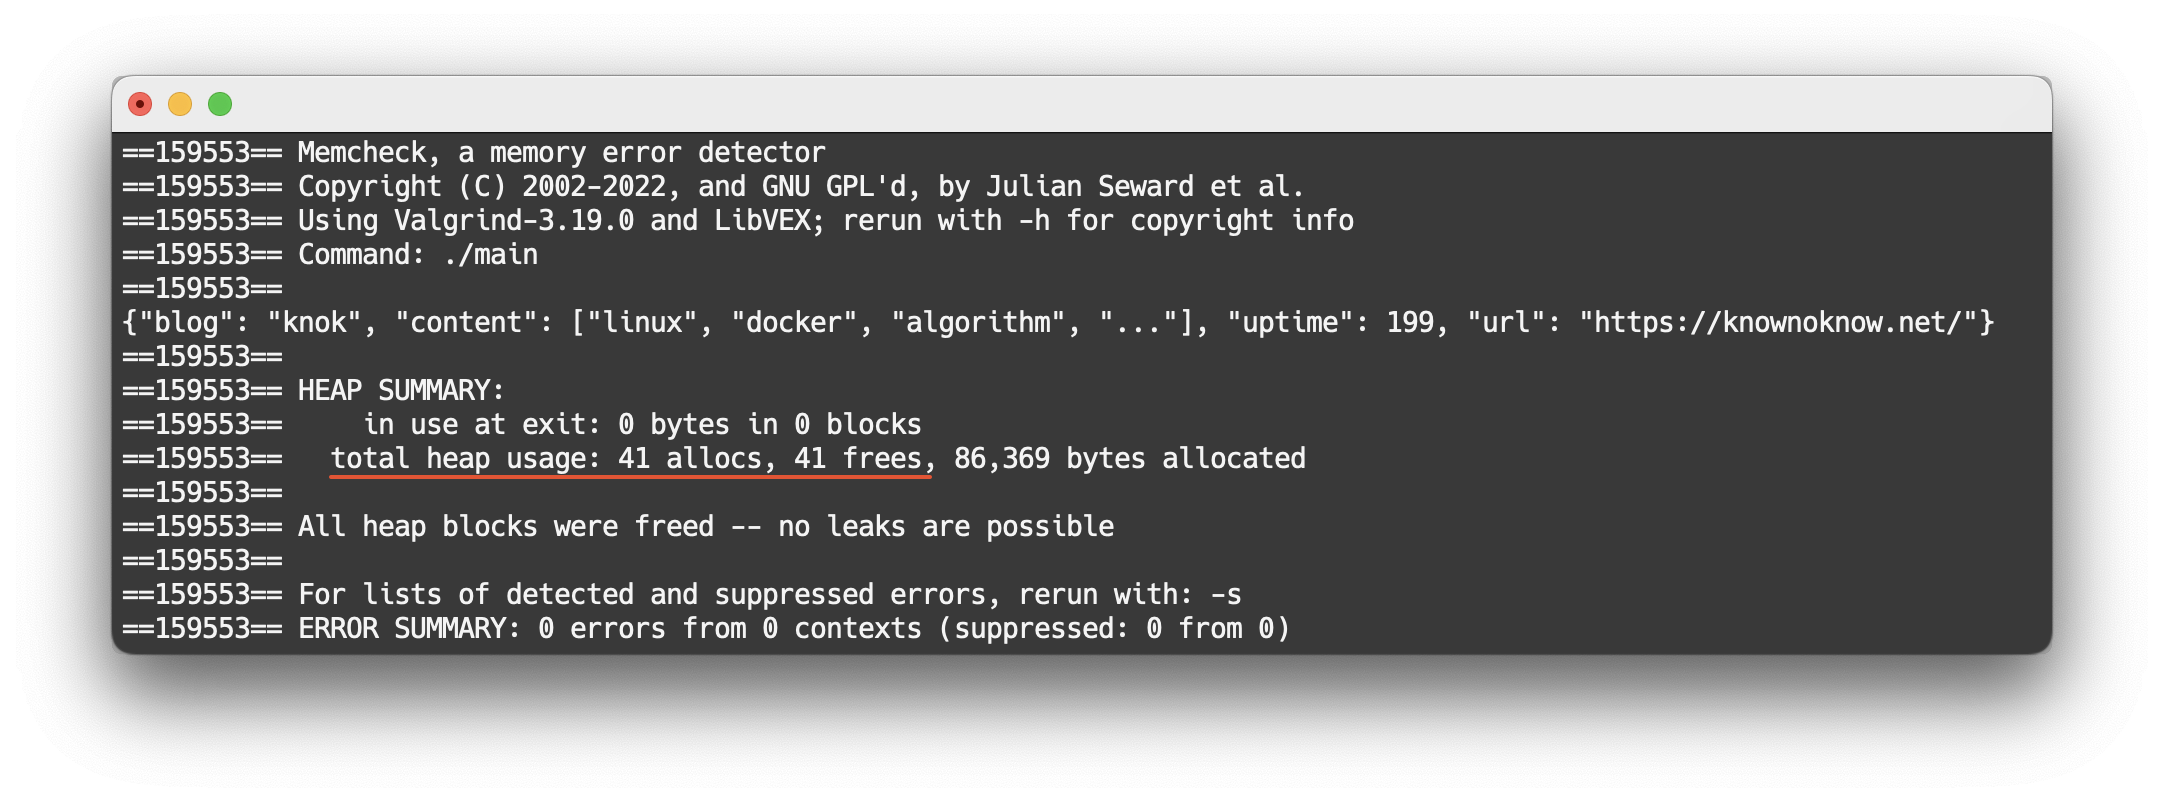 ==159553== Memcheck, a memory error detector
==159553== Copyright (C) 2002-2022, and GNU GPL'd, by Julian Seward et al.
==159553== Using Valgrind-3.19.0 and LibVEX; rerun with -h for copyright info
==159553== Command: ./main
==159553==
{"blog": "knok", "content": ["linux", "docker", "algorithm", "..."], "uptime": 199, "url": "https://knownoknow.net/"}
==159553==
==159553== HEAP SUMMARY:
==159553==     in use at exit: 0 bytes in 0 blocks
==159553==   total heap usage: 41 allocs, 41 frees, 86,369 bytes allocated
==159553==
==159553== All heap blocks were freed -- no leaks are possible
==159553==
==159553== For lists of detected and suppressed errors, rerun with: -s
==159553== ERROR SUMMARY: 0 errors from 0 contexts (suppressed: 0 from 0)